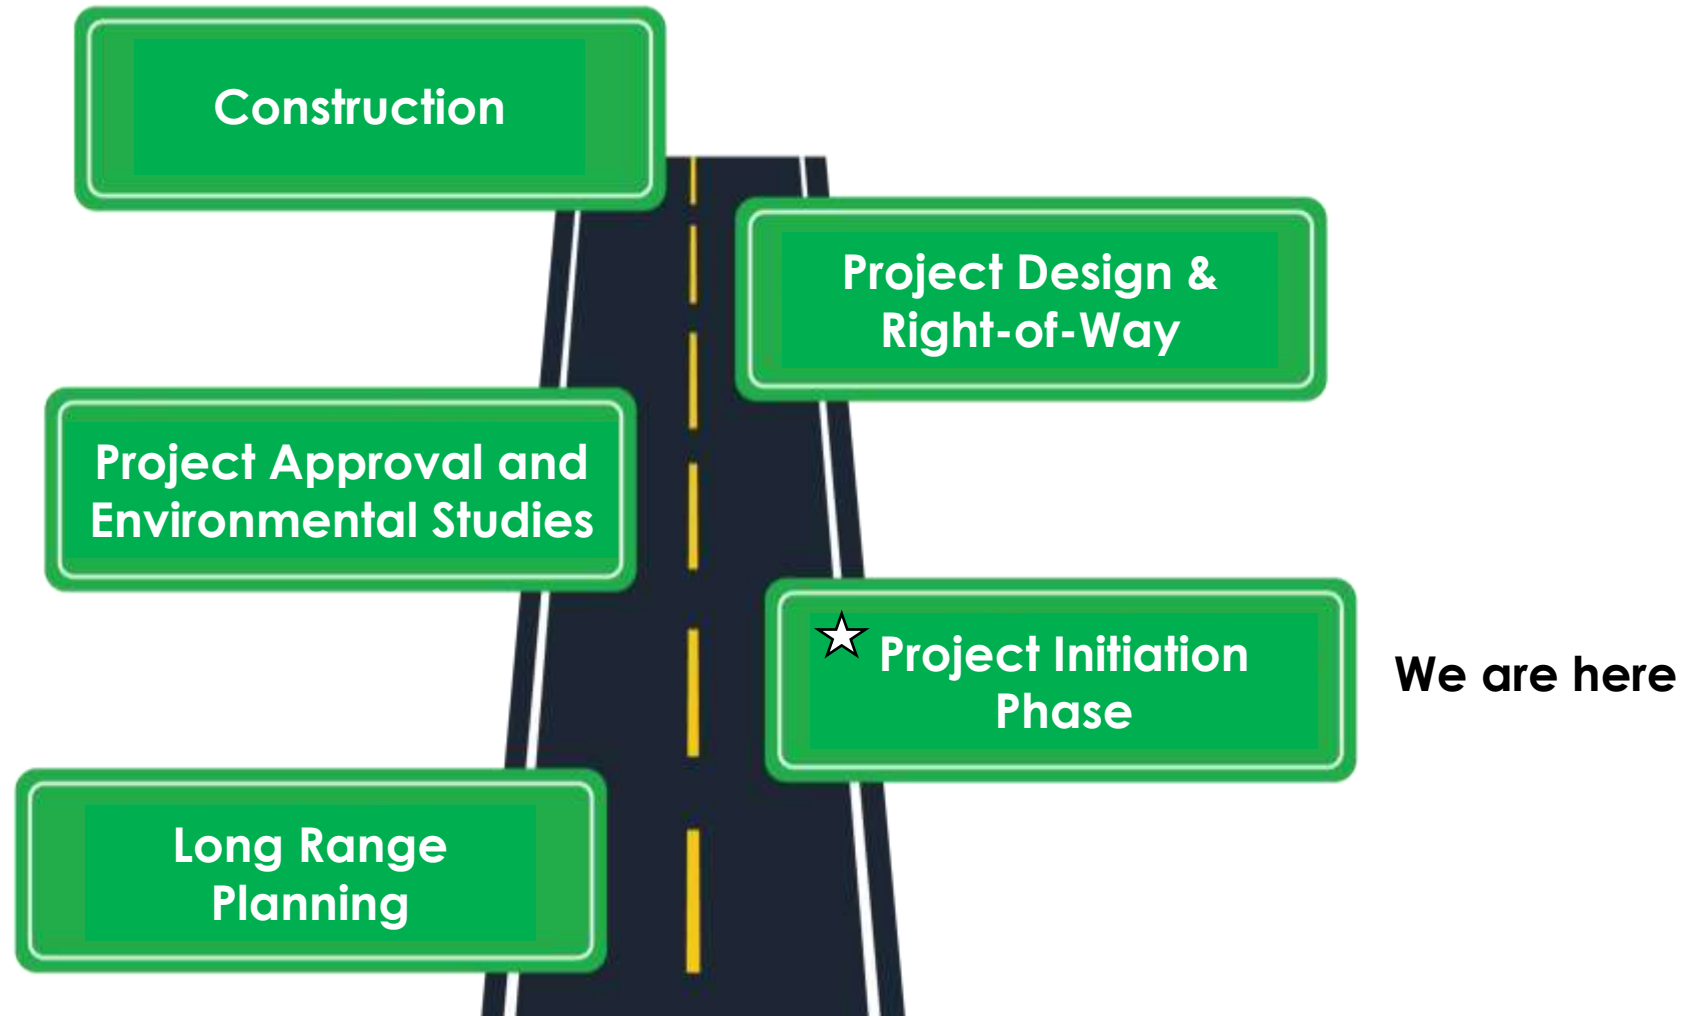 Construction
Project Design &
Right-of-Way
Project Approval and
Environmental Studies
Project Initiation
Phase
We are here
Long Range
Planning